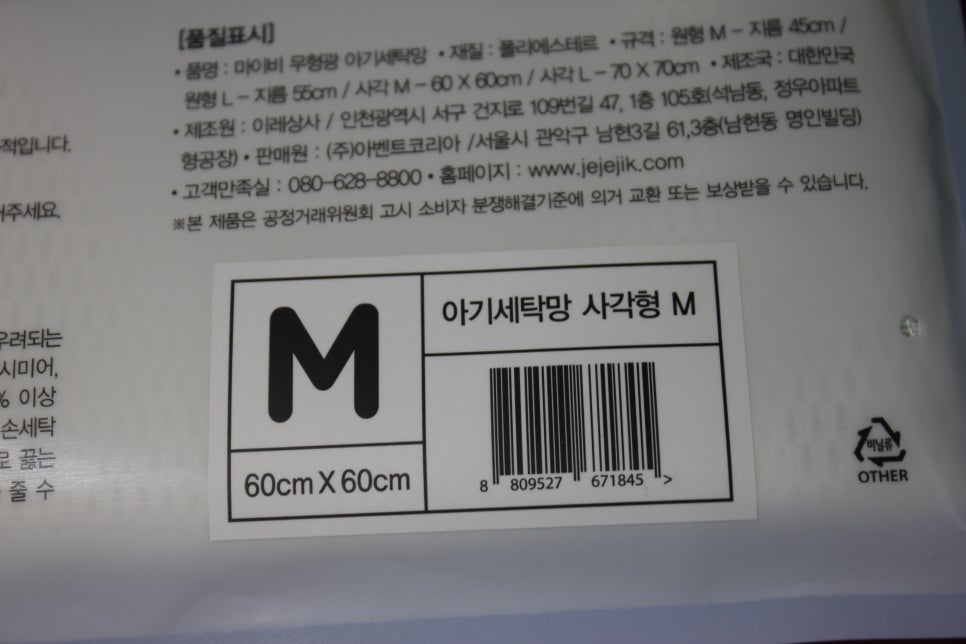 [품질표시]
• 품명 : 마이비 무형광 아기세탁망 • 재질 : 폴리에스테르 • 규격 : 원형 M – 지름 45cm /
원형 L – 지름 55cm / 사각 M – 60 X 60cm / 사각 L – 70 X 70cm • 제조국 : 대한민국
• 제조원 : 이레상사 / 인천광역시 서구 건지로 109번길 47, 1층 105호(석남동, 정우아파트
형공장) • 판매원 : (주)아벤트코리아 /서울시 관악구 남현3길 61,3층(남현동 명인빌딩)
• 고객만족실 : 080-628-8800 • 홈페이지 : www.jejejik.com
※본 제품은 공정거래위원회 고시 소비자 분쟁해결기준에 의거 교환 또는 보상받을 수 있습니다.
적입니다.
주세요.
우려되는
시미어,
% 이상
손세탁
로 끓는
줄 수
M
60cm X 60cm
아기세탁망 사각형 M
8 809527 671845 >
비닐류
OTHER